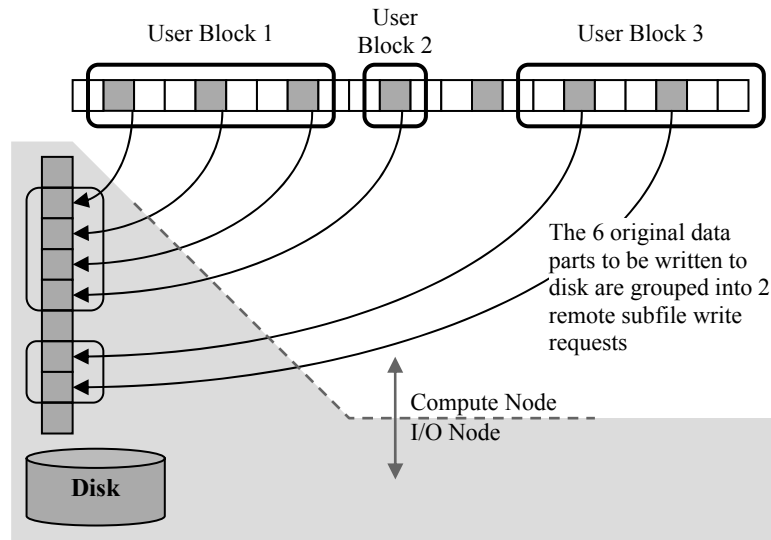 User Block 1
User
Block 2
User Block 3
The 6 original data
parts to be written to
disk are grouped into 2
remote subfile write
requests
Compute Node
I/O Node
Disk